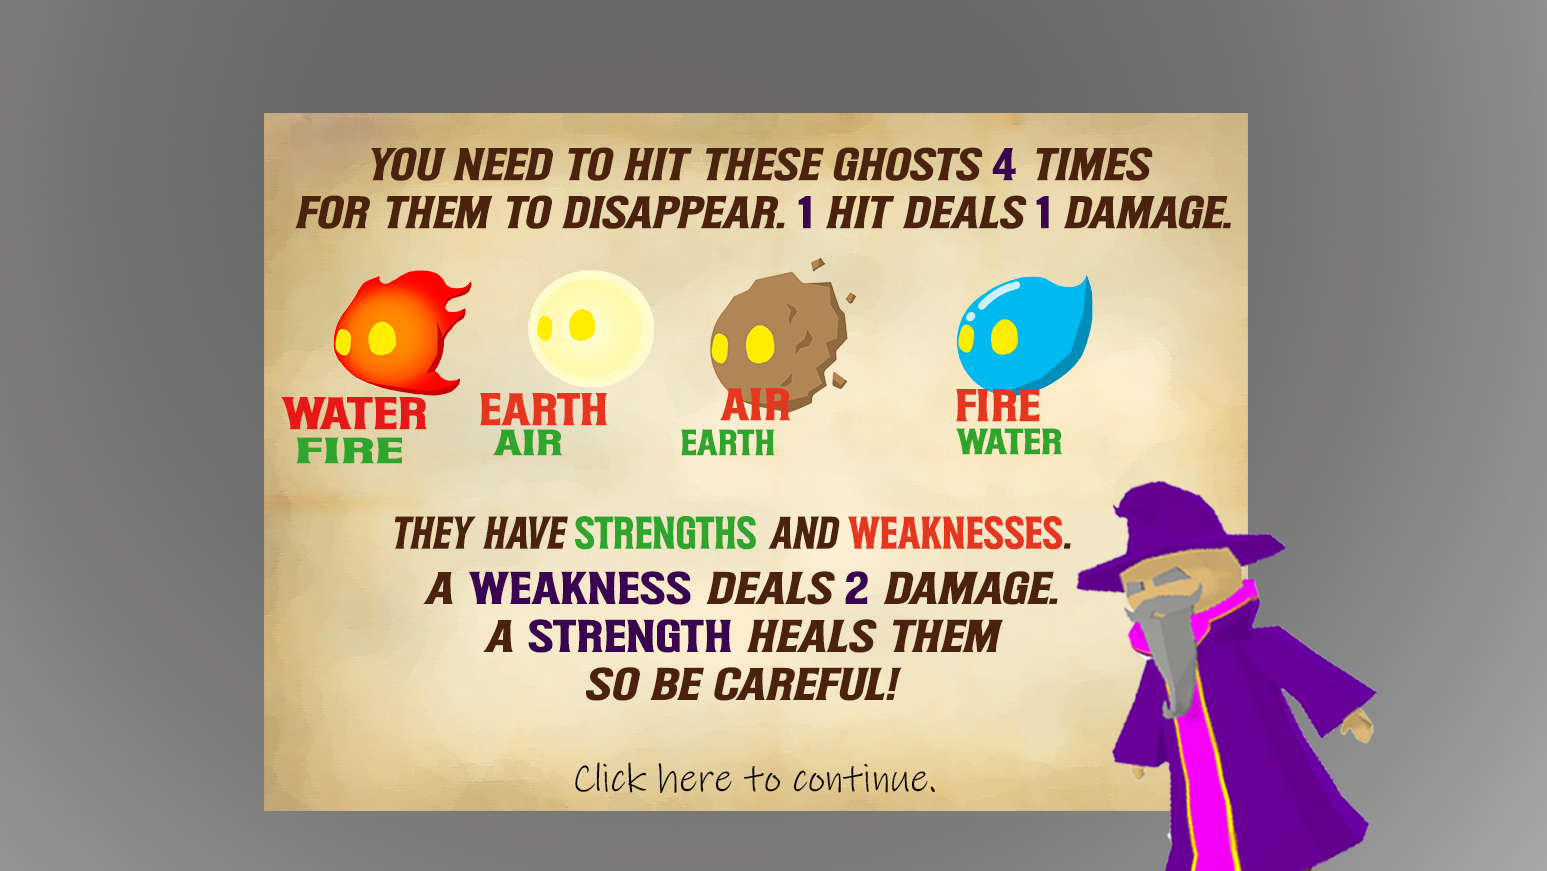 YOU NEED TO HIT THESE GHOSTS 4 TIMES
FOR THEM TO DISAPPEAR. 1 HIT DEALS 1 DAMAGE.
WATER EARTH AIR FIRE
FIRE AIR EARTH WATER
THEY HAVE STRENGTHS AND WEAKNESSES.
A WEAKNESS DEALS 2 DAMAGE.
A STRENGTH HEALS THEM
SO BE CAREFUL!
Click here to continue.